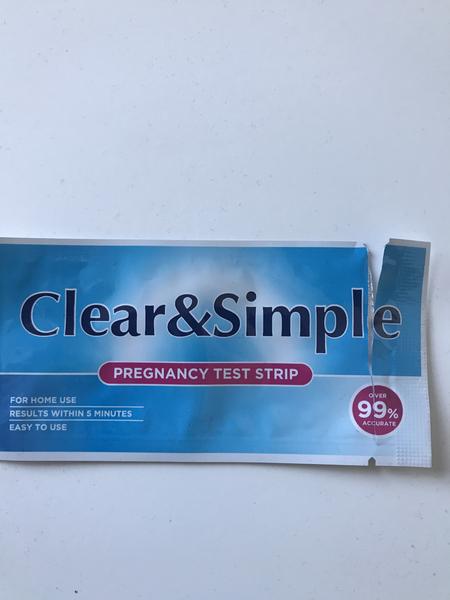 Clear&Simple
PREGNANCY TEST STRIP
FOR HOME USE
RESULTS WITHIN 5 MINUTES
EASY TO USE
OVER
99%
ACCURATE